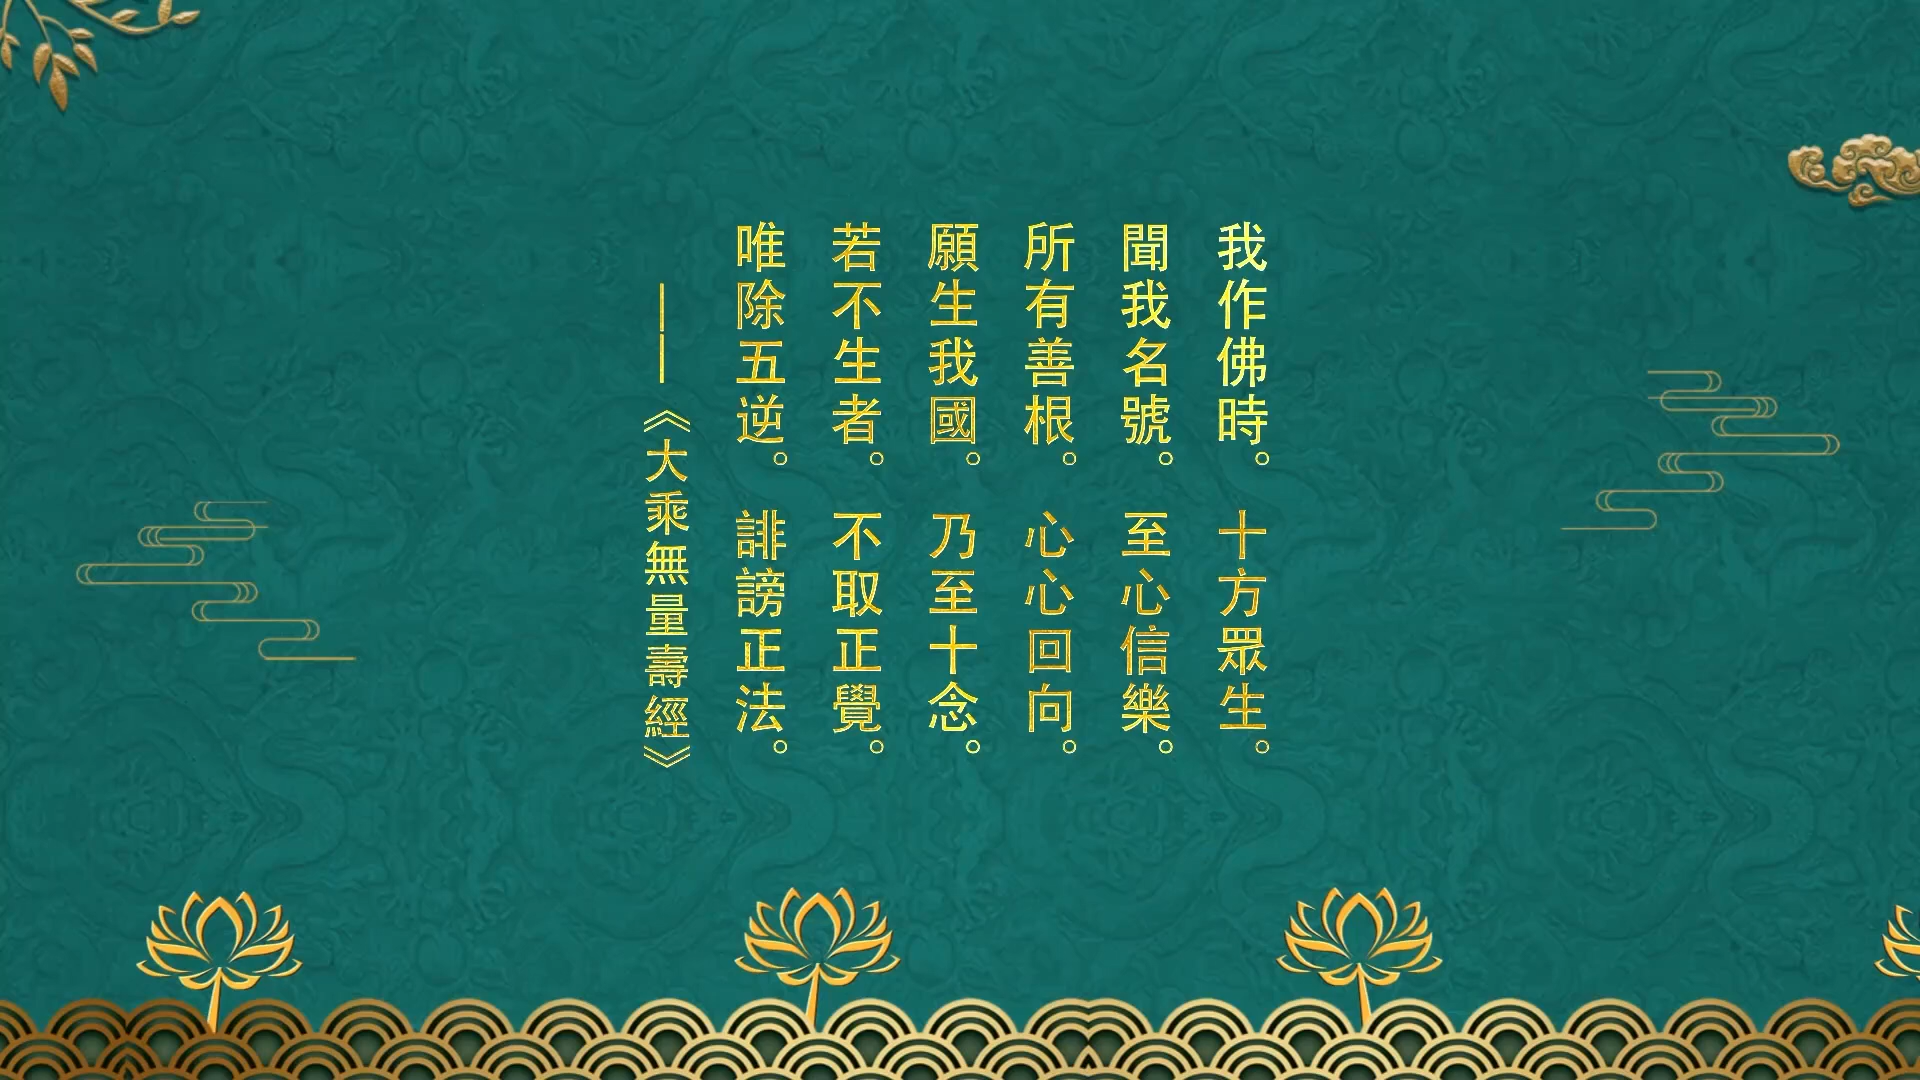 我作佛時。十方眾生。
聞我名號。至心信樂。
所有善根。心心回向。
願生我國。乃至十念。
若不生者。不取正覺。
唯除五逆。誹謗正法。
——《大乘無量壽經》